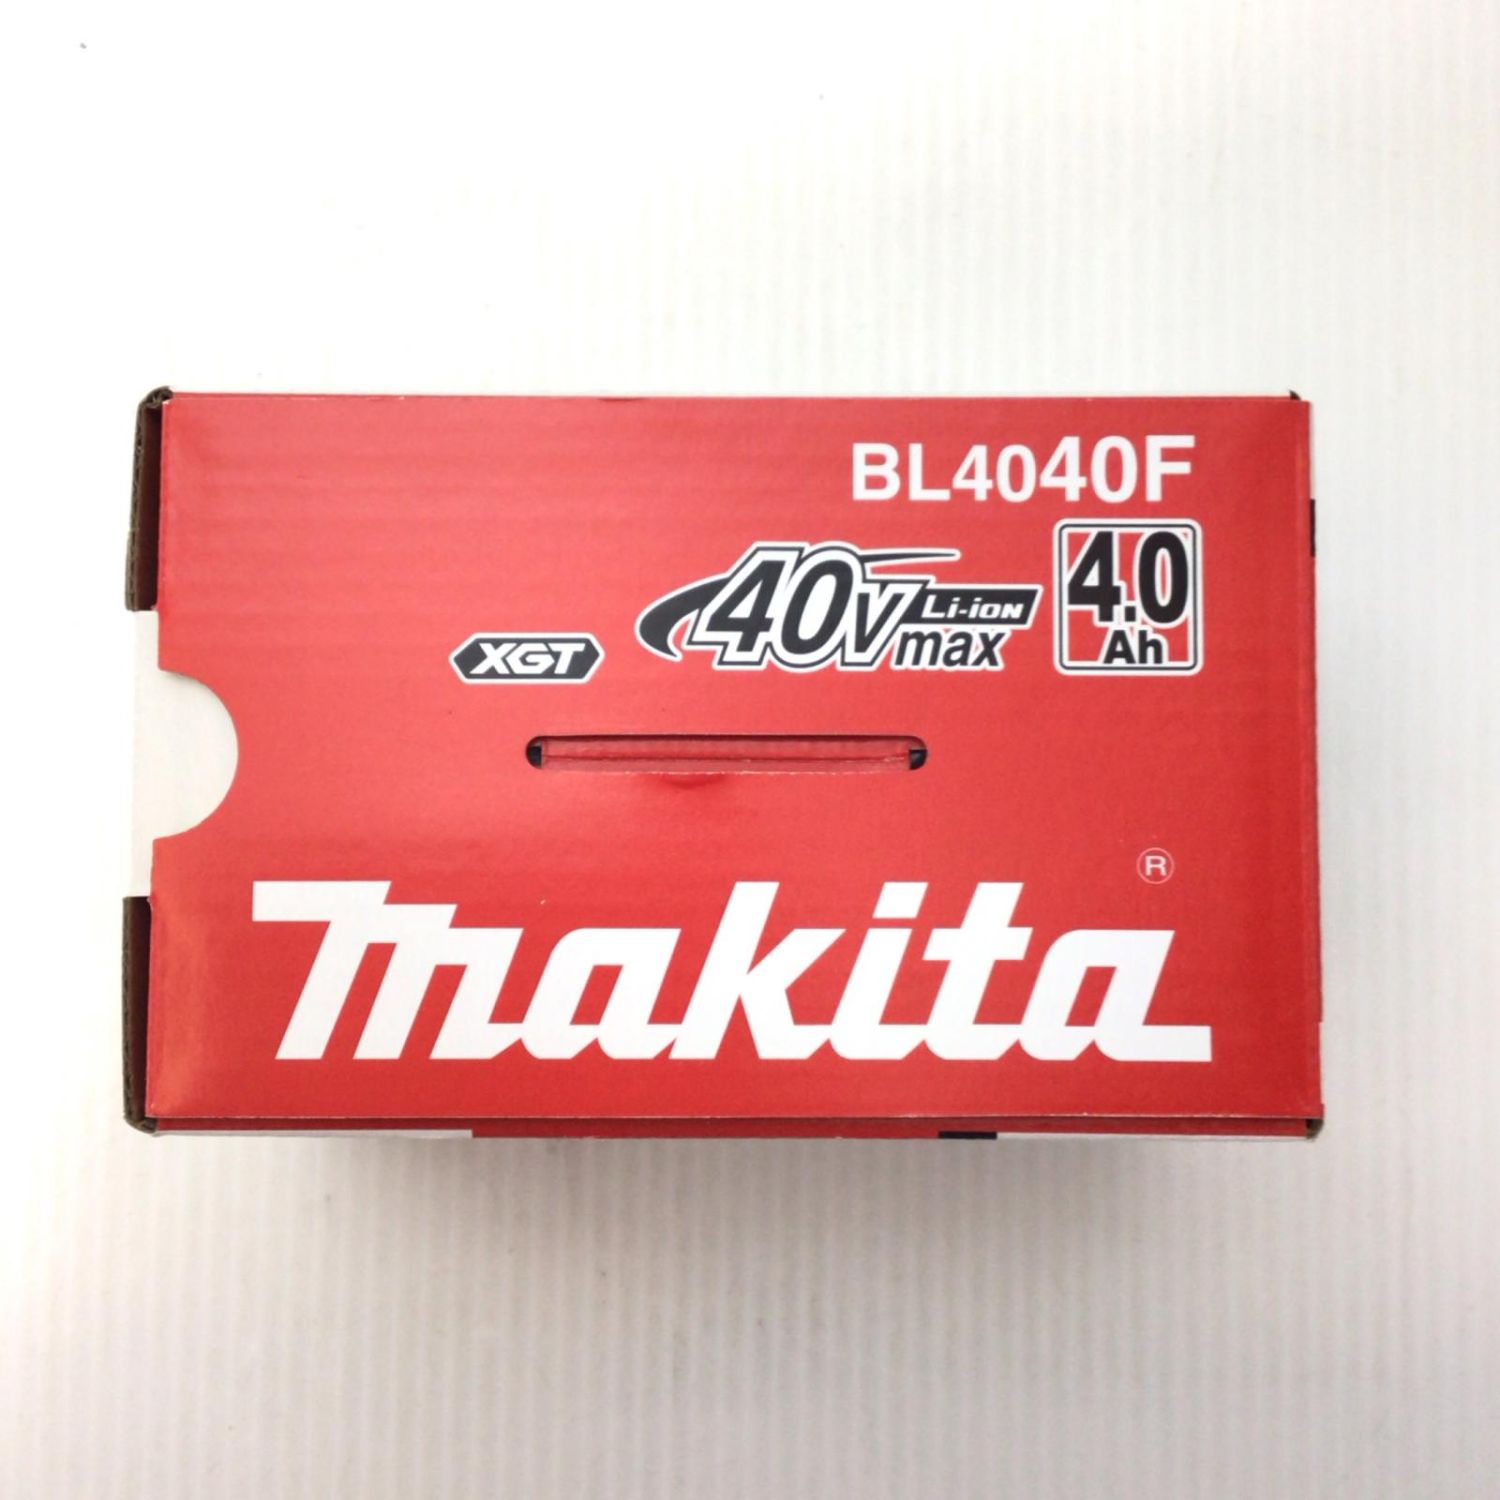 BL4040F
XGT
40V Li-ion
max
4.0
Ah
®
makita